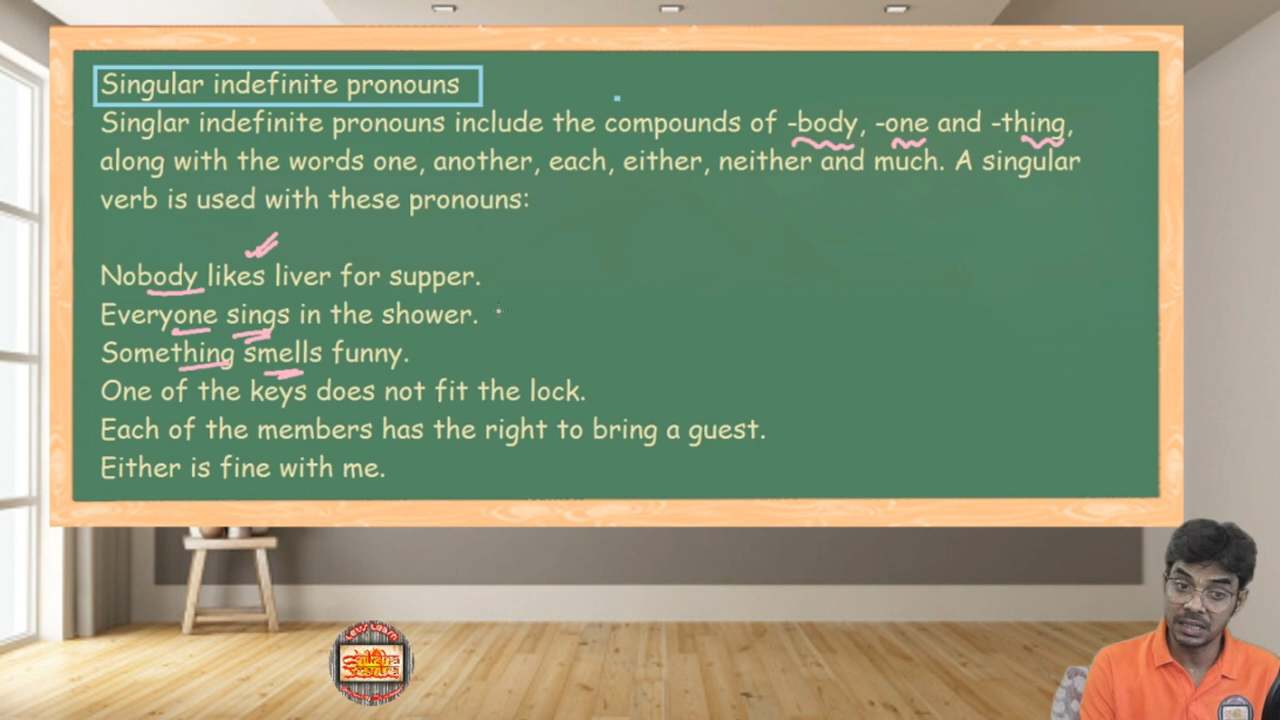 Singular indefinite pronouns
Singlar indefinite pronouns include the compounds of -body, -one and -thing,
along with the words one, another, each, either, neither and much. A singular
verb is used with these pronouns:
Nobody likes liver for supper.
Everyone sings in the shower.
Something smells funny.
One of the keys does not fit the lock.
Each of the members has the right to bring a guest.
Either is fine with me.
Let's Learn